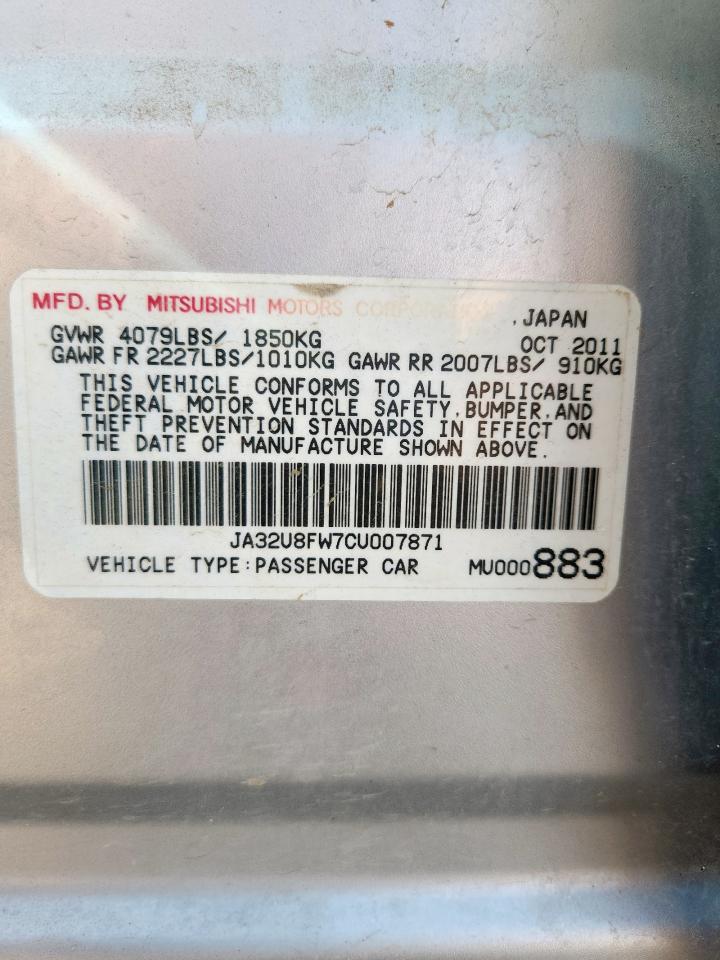 MFD. BY MITSUBISHI MOTORS CORPORATION, JAPAN
GVWR 4079LBS/ 1850KG OCT 2011
GAWR FR 2227LBS/1010KG GAWR RR 2007LBS/ 910KG
THIS VEHICLE CONFORMS TO ALL APPLICABLE
FEDERAL MOTOR VEHICLE SAFETY, BUMPER, AND
THEFT PREVENTION STANDARDS IN EFFECT ON
THE DATE OF MANUFACTURE SHOWN ABOVE.
JA32U8FW7CU007871
VEHICLE TYPE:PASSENGER CAR MU000883